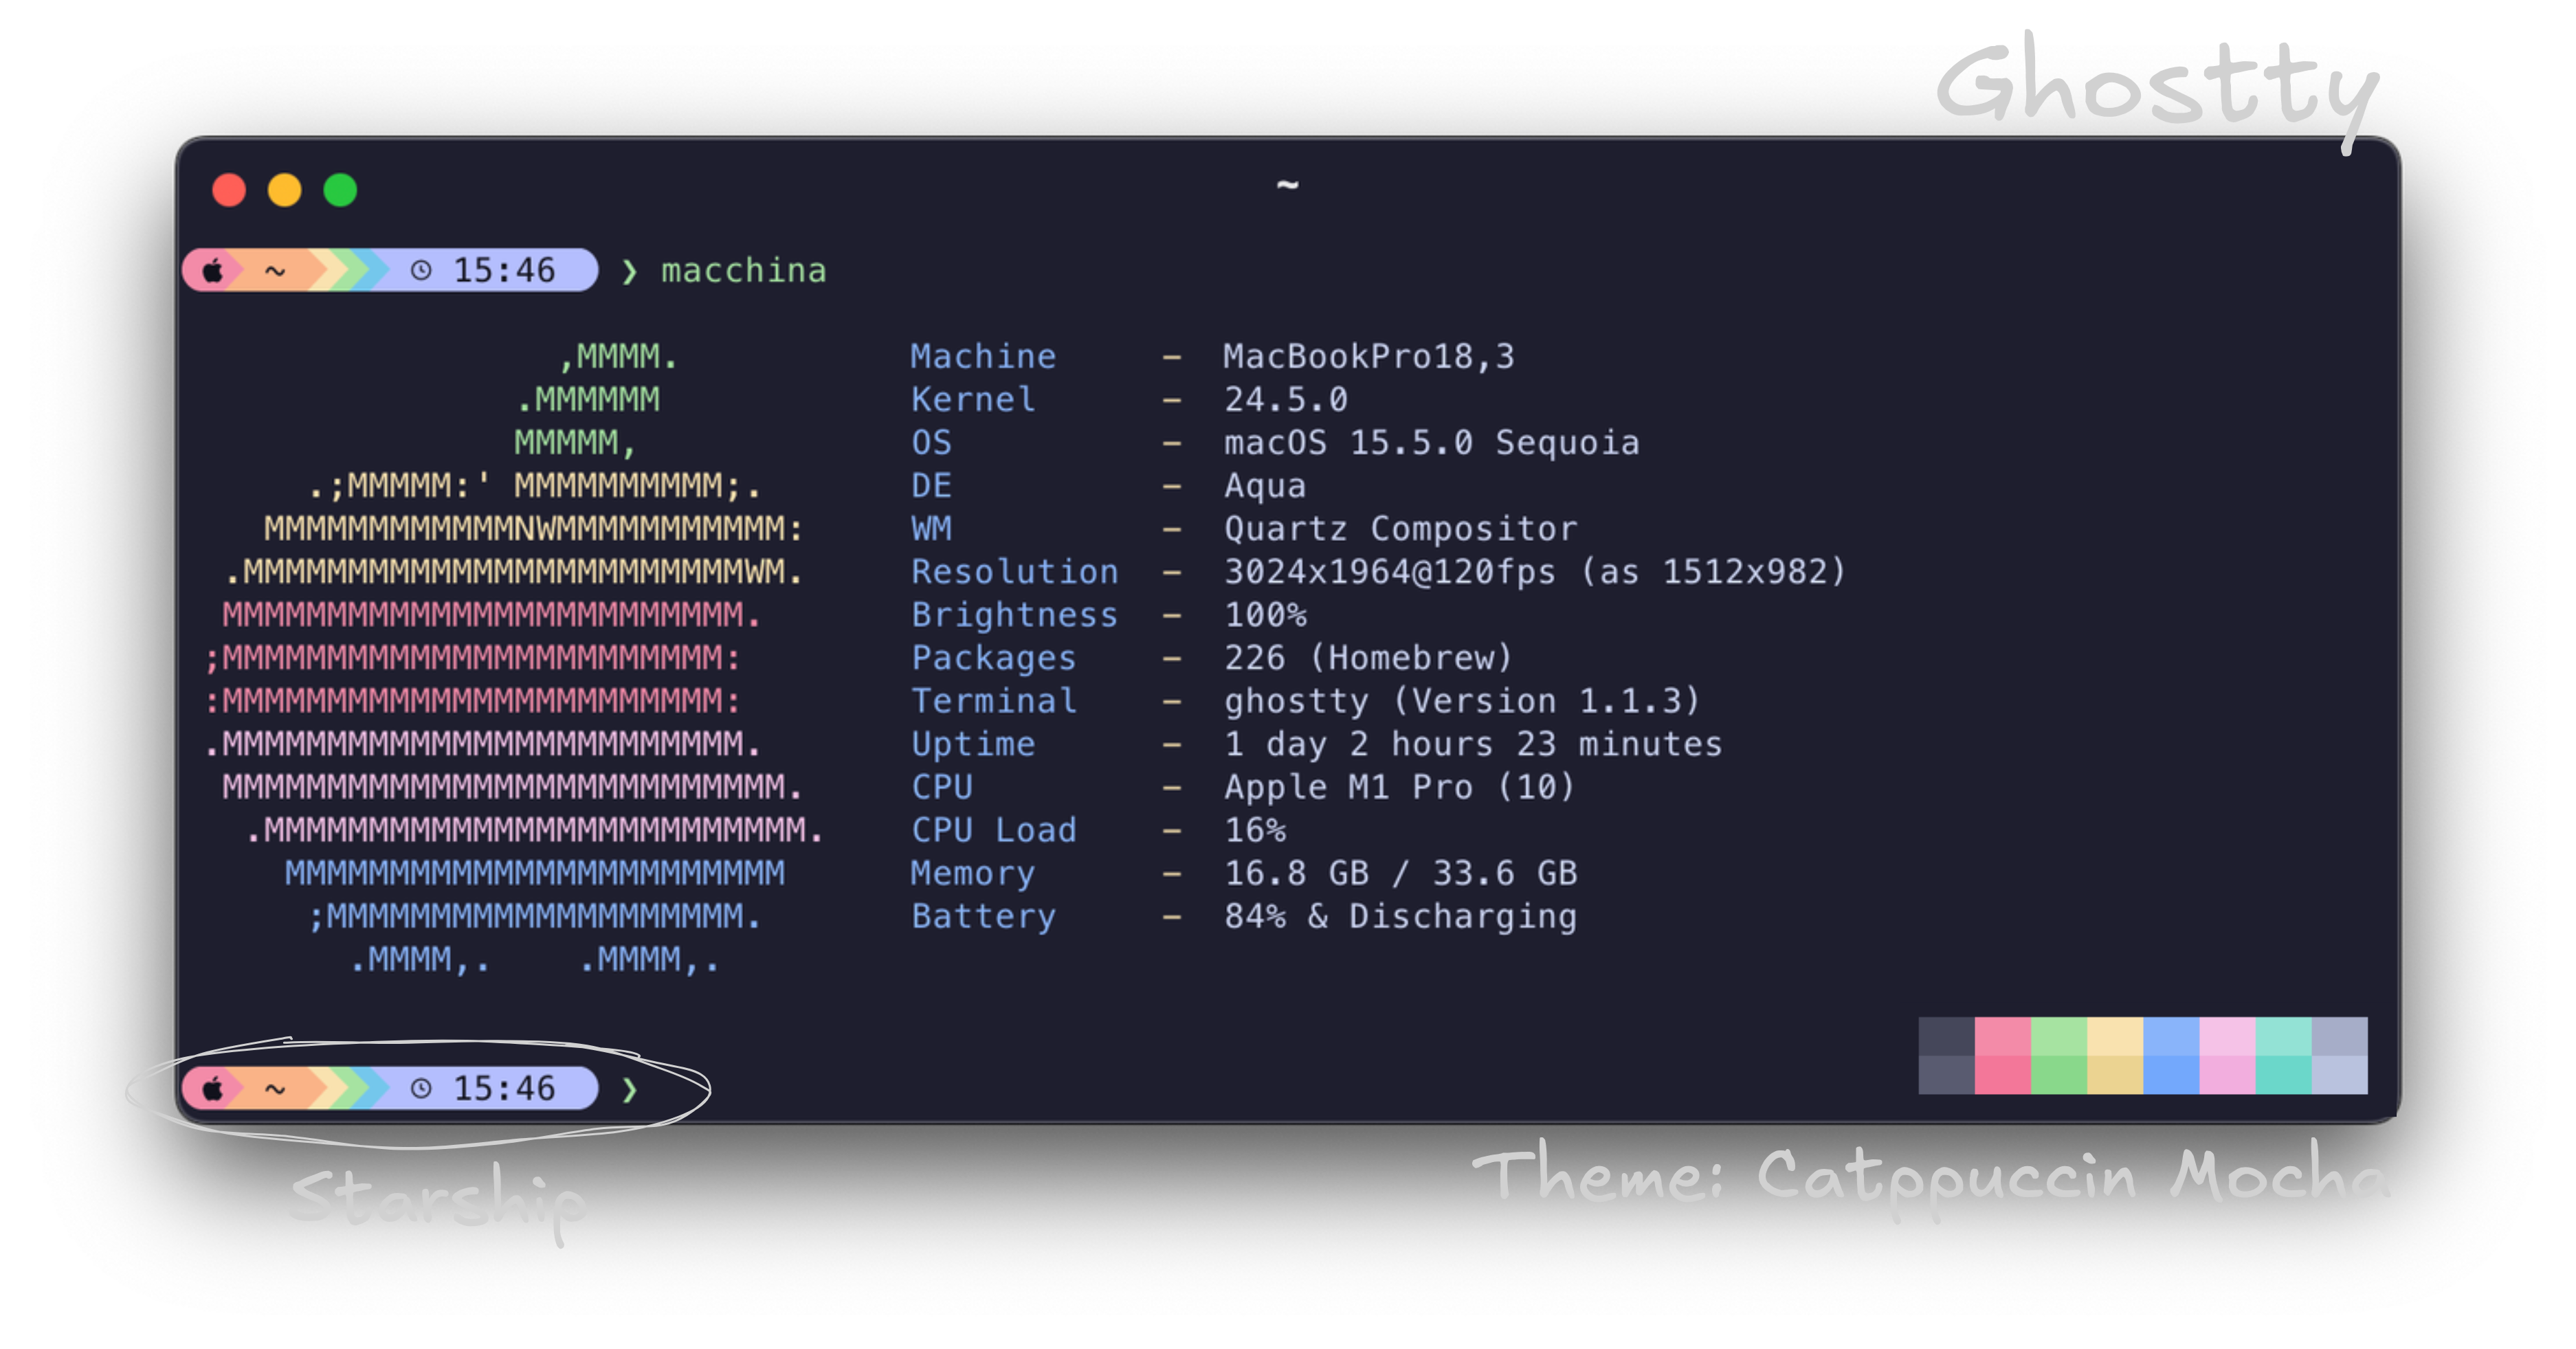 Ghostty
~
~ 15:46 ❯ macchina
,MMMM. Machine – MacBookPro18,3
.MMMMMM Kernel – 24.5.0
MMMMM, OS – macOS 15.5.0 Sequoia
.;MMMMM:' MMMMMMMMMM;. DE – Aqua
MMMMMMMMMMMMNWMMMMMMMMMMM: WM – Quartz Compositor
.MMMMMMMMMMMMMMMMMMMMMMMMWM. Resolution – 3024x1964@120fps (as 1512x982)
MMMMMMMMMMMMMMMMMMMMMMMMM. Brightness – 100%
;MMMMMMMMMMMMMMMMMMMMMMMM: Packages – 226 (Homebrew)
:MMMMMMMMMMMMMMMMMMMMMMMM: Terminal – ghostty (Version 1.1.3)
.MMMMMMMMMMMMMMMMMMMMMMMMM. Uptime – 1 day 2 hours 23 minutes
MMMMMMMMMMMMMMMMMMMMMMMMMMM. CPU – Apple M1 Pro (10)
.MMMMMMMMMMMMMMMMMMMMMMMMMM. CPU Load – 16%
MMMMMMMMMMMMMMMMMMMMMMMM Memory – 16.8 GB / 33.6 GB
;MMMMMMMMMMMMMMMMMMMM. Battery – 84% & Discharging
.MMMM,. .MMMM,.
~ 15:46 ❯
Starship
Theme: Catppuccin Mocha